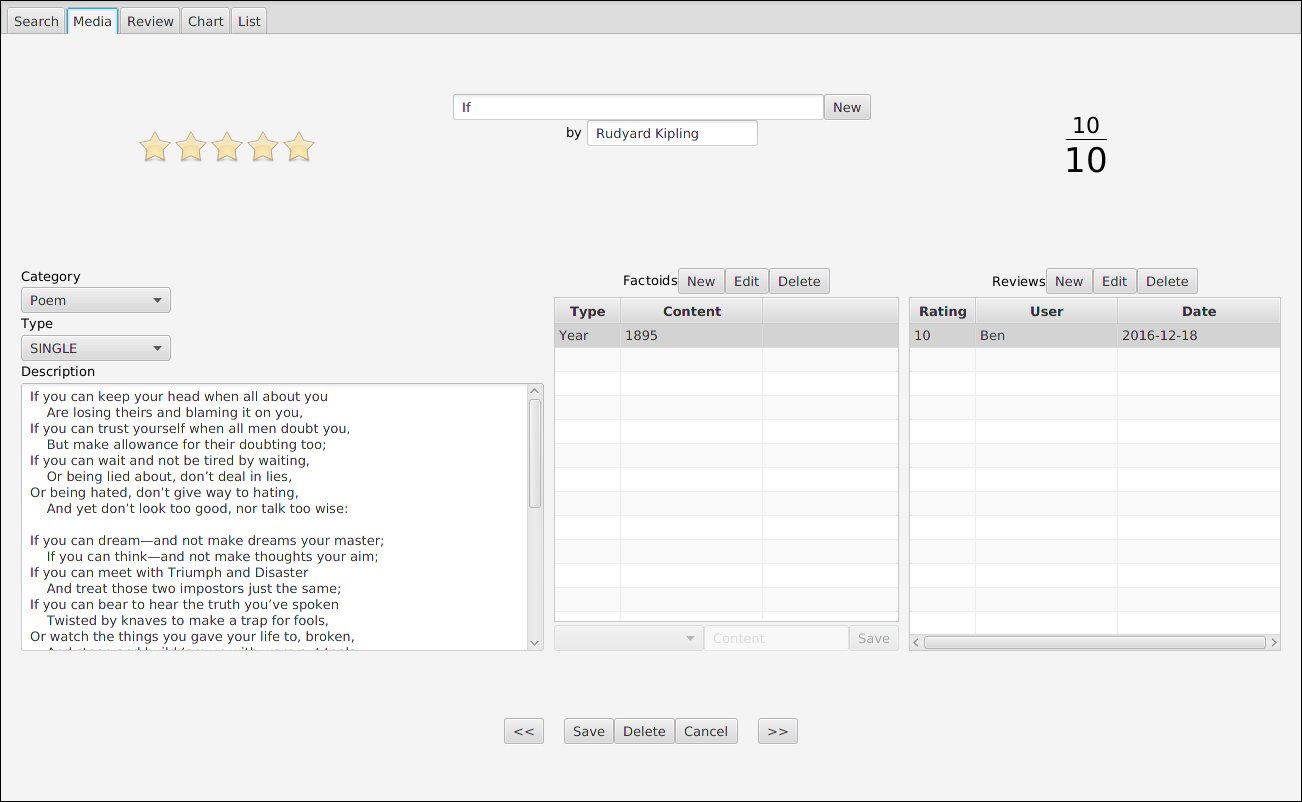 Search Media Review Chart List
If New
by Rudyard Kipling
10
10
Category
Poem
Type
SINGLE
Description
If you can keep your head when all about you
Are losing theirs and blaming it on you,
If you can trust yourself when all men doubt you,
But make allowance for their doubting too;
If you can wait and not be tired by waiting,
Or being lied about, don’t deal in lies,
Or being hated, don’t give way to hating,
And yet don’t look too good, nor talk too wise:
If you can dream—and not make dreams your master;
If you can think—and not make thoughts your aim;
If you can meet with Triumph and Disaster
And treat those two impostors just the same;
If you can bear to hear the truth you’ve spoken
Twisted by knaves to make a trap for fools,
Or watch the things you gave your life to, broken,
Factoids New Edit Delete
Type Content
Year 1895
Content Save
Reviews New Edit Delete
Rating User Date
10 Ben 2016-12-18
<< Save Delete Cancel >>